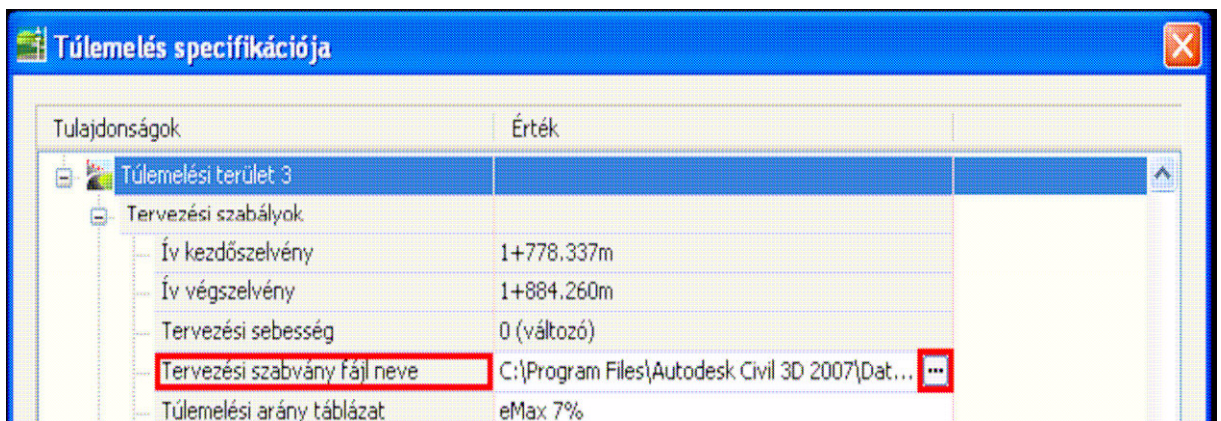 Túlemelés specifikációja
Tulajdonságok Érték
Túlemelési terület 3
Tervezési szabályok
Ív kezdőszelvény 1+778.337m
Ív végszelvény 1+884.260m
Tervezési sebesség 0 (változó)
Tervezési szabvány fájl neve C:\Program Files\Autodesk Civil 3D 2007\Dat... ...
Túlemelési arány táblázat eMax 7%